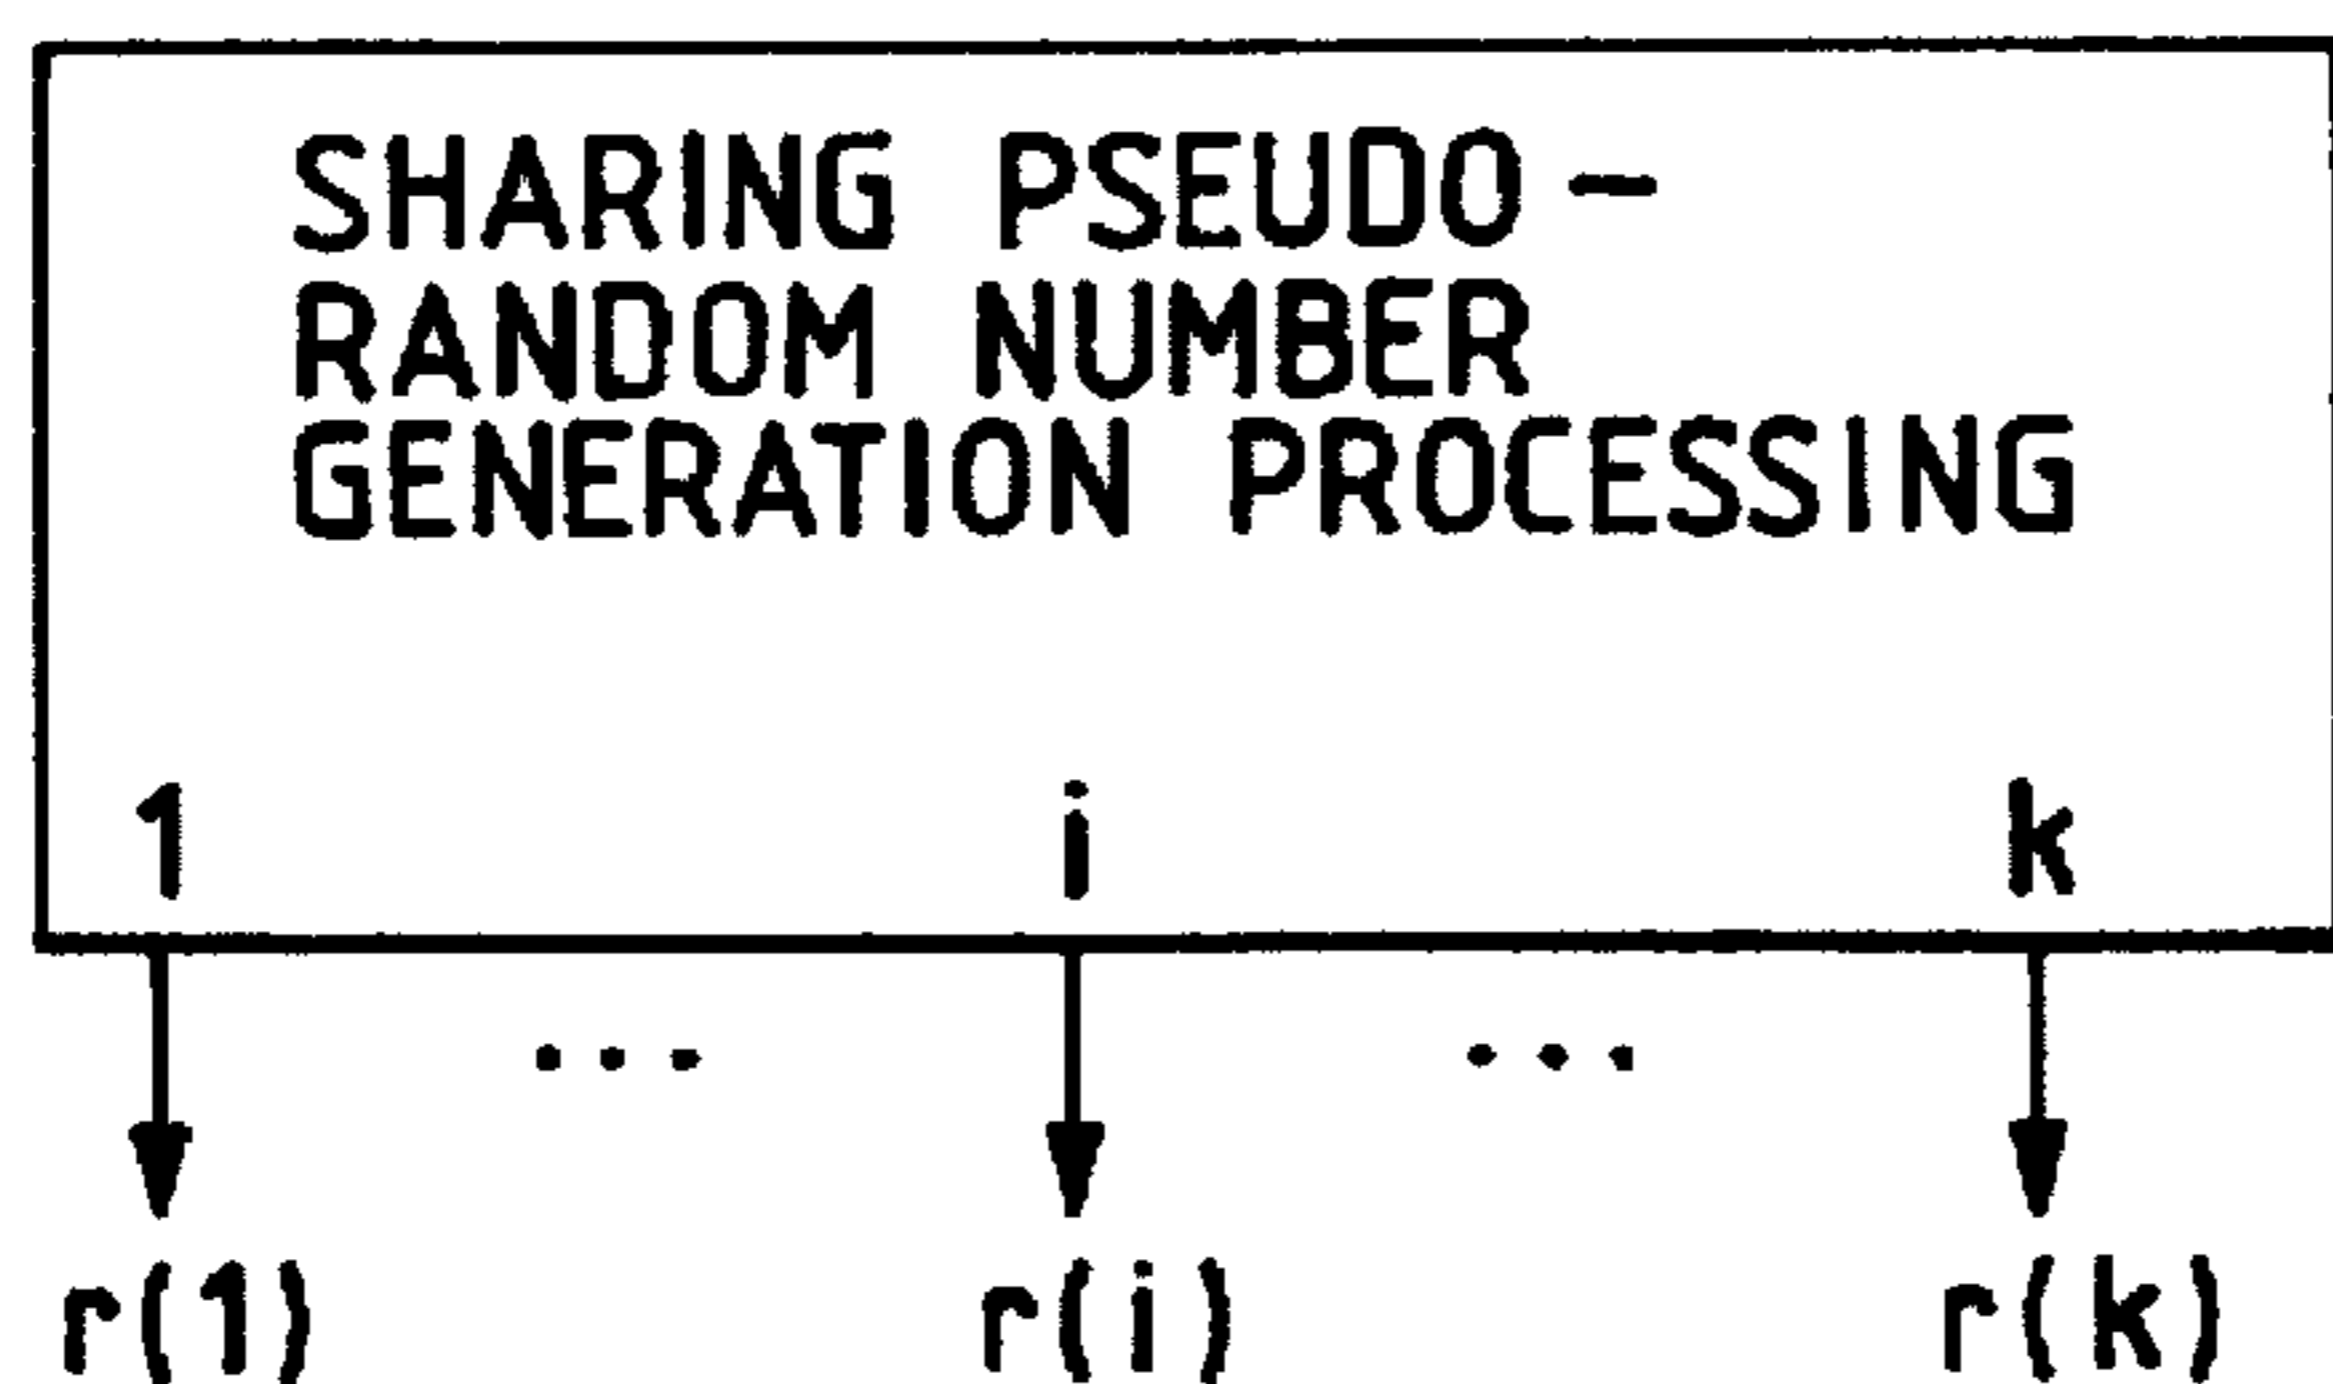 SHARING PSEUDO-
RANDOM NUMBER
GENERATION PROCESSING
1 i k
... ...
r(1) r(i) r(k)